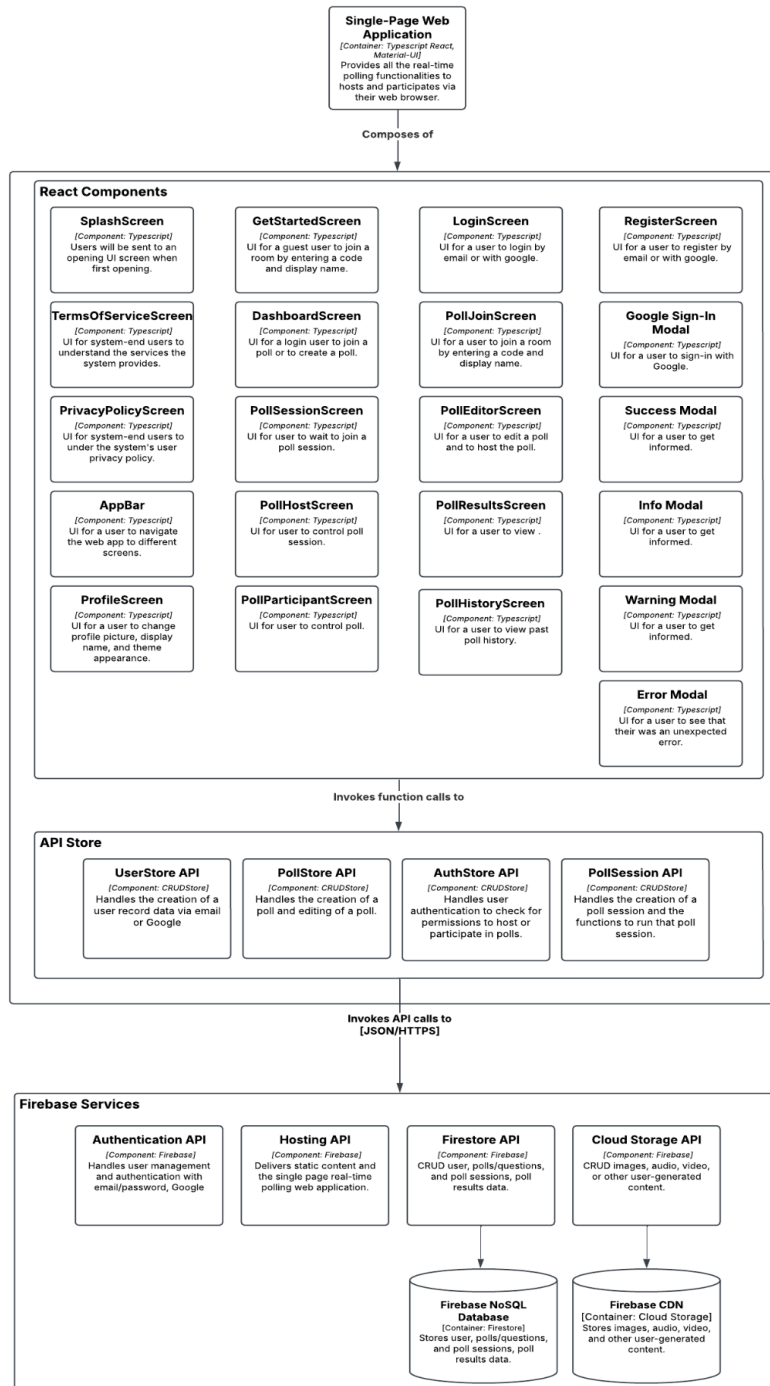 Single-Page Web
Application
[Container: Typescript React,
Material-UI]
Provides all the real-time
polling functionalities to
hosts and participates via
their web browser.
Composes of
React Components
SplashScreen
[Component: Typescript]
Users will be sent to an
opening UI screen when
first opening.
GetStartedScreen
[Component: Typescript]
UI for a guest user to join a
room by entering a code
and display name.
LoginScreen
[Component: Typescript]
UI for a user to login by
email or with google.
RegisterScreen
[Component: Typescript]
UI for a user to register by
email or with google.
TermsOfServiceScreen
[Component: Typescript]
UI for system-end users to
understand the services the
system provides.
DashboardScreen
[Component: Typescript]
UI for a login user to join a
poll or to create a poll.
PollJoinScreen
[Component: Typescript]
UI for a user to join a room
by entering a code and
display name.
Google Sign-In
Modal
[Component: Typescript]
UI for a user to sign-in with
Google.
PrivacyPolicyScreen
[Component: Typescript]
UI for system-end users to
under the system's user
privacy policy.
PollSessionScreen
[Component: Typescript]
UI for user to wait to join a
poll session.
PollEditorScreen
[Component: Typescript]
UI for a user to edit a poll
and to host the poll.
Success Modal
[Component: Typescript]
UI for a user to get
informed.
AppBar
[Component: Typescript]
UI for a user to navigate
the web app to different
screens.
PollHostScreen
[Component: Typescript]
UI for user to control poll
session.
PollResultsScreen
[Component: Typescript]
UI for a user to view .
Info Modal
[Component: Typescript]
UI for a user to get
informed.
ProfileScreen
[Component: Typescript]
UI for a user to change
profile picture, display
name, and theme
appearance.
PollParticipantScreen
[Component: Typescript]
UI for user to control poll.
PollHistoryScreen
[Component: Typescript]
UI for a user to view past
poll history.
Warning Modal
[Component: Typescript]
UI for a user to get
informed.
Error Modal
[Component: Typescript]
UI for a user to see that
their was an unexpected
error.
Invokes function calls to
API Store
UserStore API
[Component: CRUDStore]
Handles the creation of a
user record data via email
or Google
PollStore API
[Component: CRUDStore]
Handles the creation of a
poll and editing of a poll.
AuthStore API
[Component: CRUDStore]
Handles user
authentication to check for
permissions to host or
participate in polls.
PollSession API
[Component: CRUDStore]
Handles the creation of a
poll session and the
functions to run that poll
session.
Invokes API calls to
[JSON/HTTPS]
Firebase Services
Authentication API
[Component: Firebase]
Handles user management
and authentication with
email/password, Google
Hosting API
[Component: Firebase]
Delivers static content and
the single page real-time
polling web application.
Firestore API
[Component: Firebase]
CRUD user, polls/questions,
and poll sessions, poll
results data.
Cloud Storage API
[Component: Firebase]
CRUD images, audio, video,
or other user-generated
content.
Firebase NoSQL
Database
[Container: Firestore]
Stores user, polls/questions,
and poll sessions, poll
results data.
Firebase CDN
[Container: Cloud Storage]
Stores images, audio, video,
and other user-generated
content.